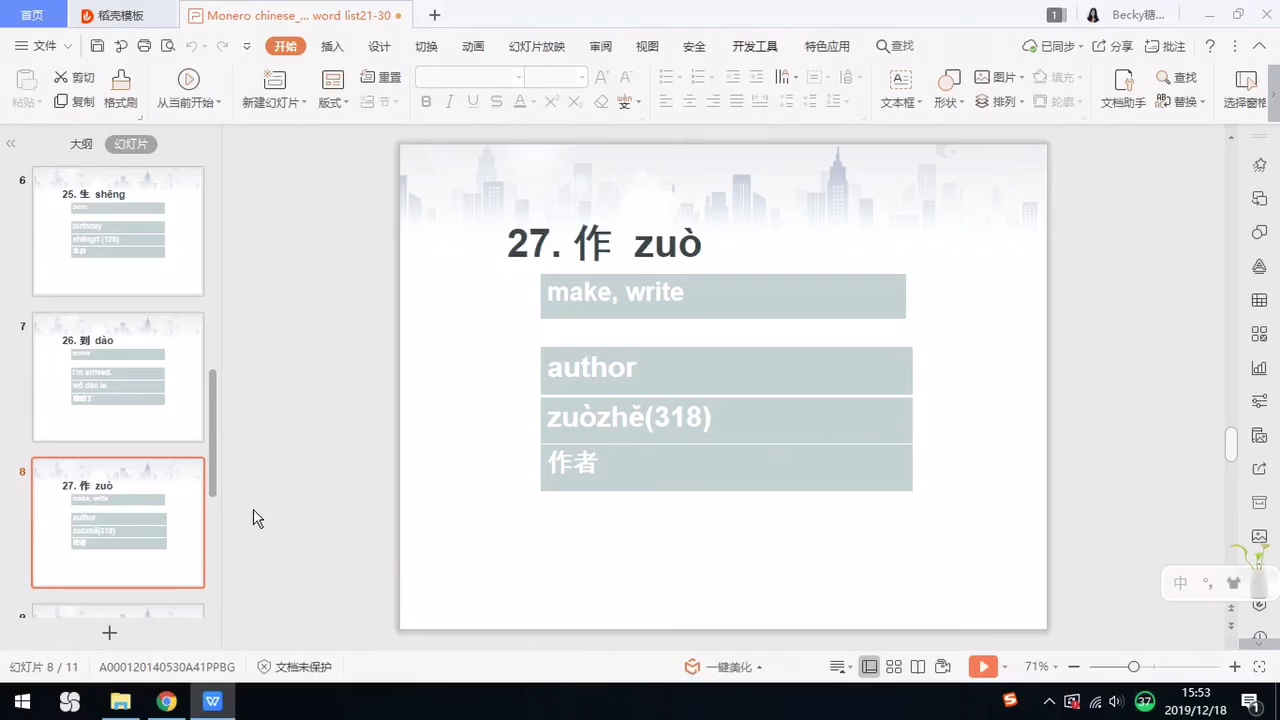 首页
稻壳模板
Monero chinese_... word list21-30
1
Becky糖...
文件
开始
插入
设计
切换
动画
幻灯片放映
审阅
视图
安全
开发工具
特色应用
查找
已同步
分享
批注
粘贴
剪切
复制
格式刷
从当前开始
新建幻灯片
版式
重置
节
文本框
形状
图片
排列
填充
轮廓
文档助手
查找
替换
选择窗格
大纲
幻灯片
6
25. 生 shēng
born
birthday
shēngrì (120)
生日
7
26. 到 dào
arrive
I'm arrived.
wǒ dào le.
8
27. 作 zuò
make, write
author
zuòzhě(318)
作者
9
27. 作 zuò
make, write
author
zuòzhě(318)
作者
中
幻灯片 8 / 11
A000120140530A41PPBG
文档未保护
一键美化
71%
37
15:53
2019/12/18
1